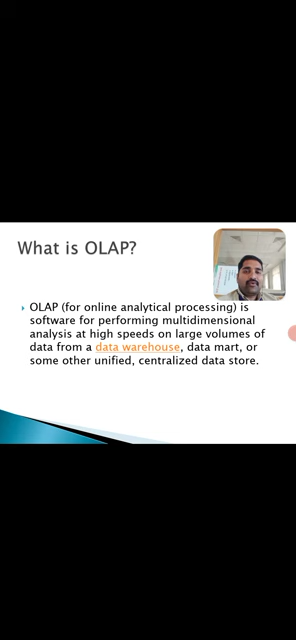 What is OLAP?
OLAP (for online analytical processing) is
software for performing multidimensional
analysis at high speeds on large volumes of
data from a data warehouse, data mart, or
some other unified, centralized data store.